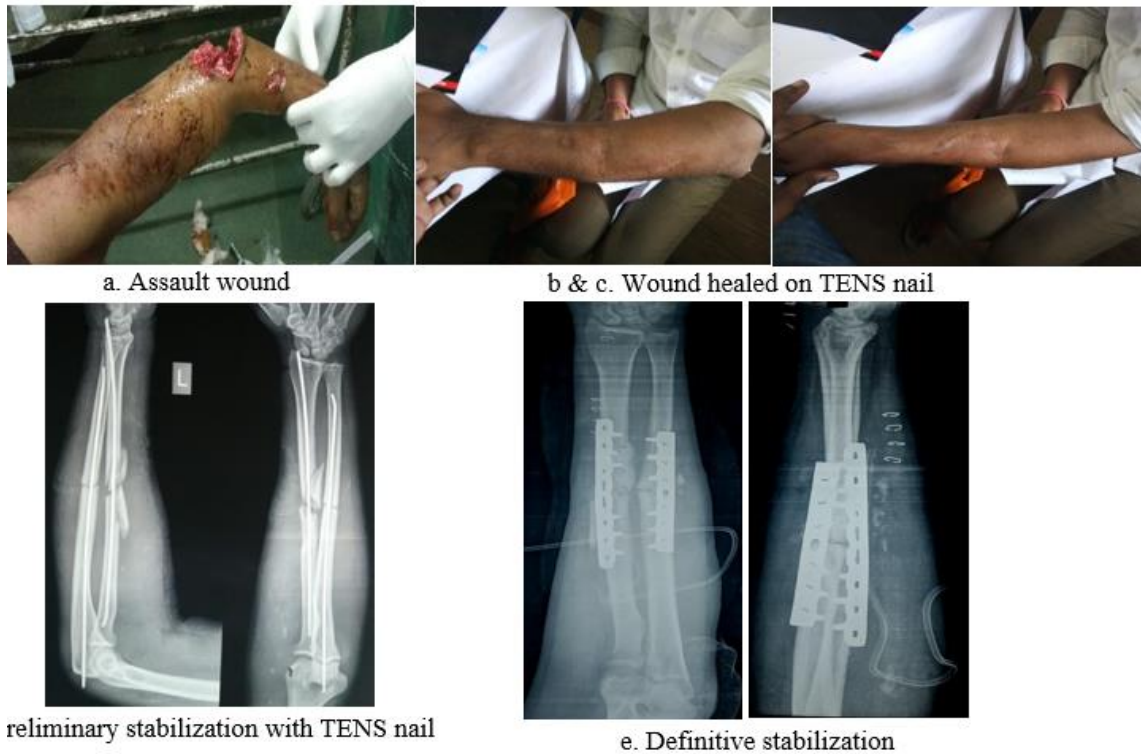 a. Assault wound
b & c. Wound healed on TENS nail
L
reliminary stabilization with TENS nail
e. Definitive stabilization